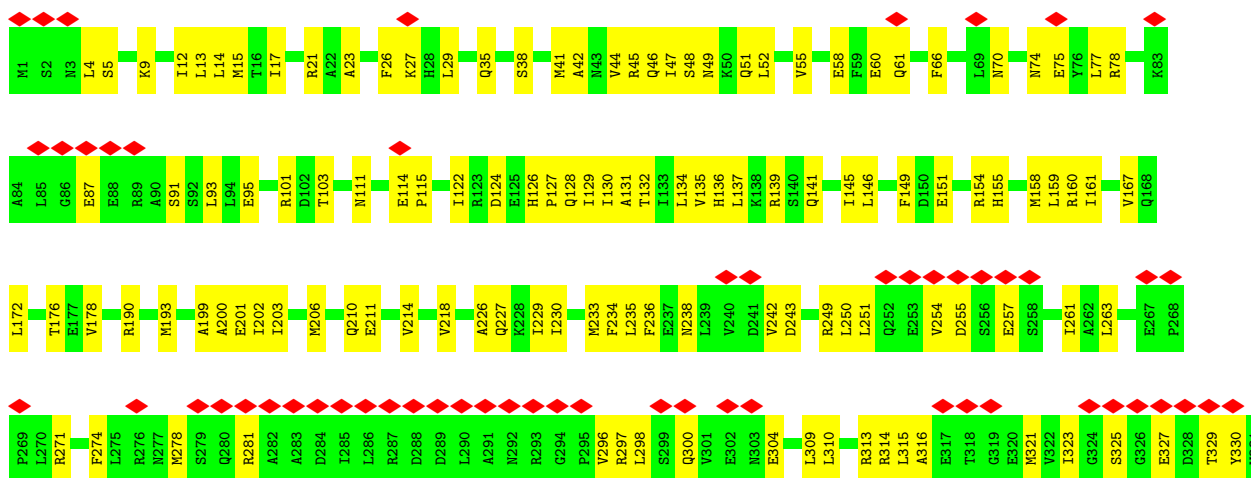 M1 S2 N3 L4 S5 K9 I12 L13 L14 M15 T16 I17 R21 A22 A23 F26 K27 H28 L29 Q35 S38 M41 A42 N43 V44 R45 Q46 I47 S48 N49 K50 Q51 L52 V55 E58 F59 E60 Q61 F66 L69 N70 N74 E75 Y76 L77 R78 K83
A84 L85 G86 E87 E88 R89 A90 S91 S92 L93 L94 E95 R101 D102 T103 N111 E114 P115 I122 R123 D124 E125 H126 P127 Q128 I129 I130 A131 T132 I133 L134 V135 H136 L137 K138 R139 S140 Q141 I145 L146 F149 D150 E151 R154 H155 M158 L159 R160 I161 V167 Q168
L172 T176 E177 V178 R190 M193 A199 A200 E201 I202 I203 M206 Q210 E211 V214 V218 A226 Q227 K228 I229 I230 M233 F234 L235 F236 E237 N238 L239 V240 D241 V242 D243 R249 L250 L251 Q252 E253 V254 D255 S256 E257 S258 I261 A262 L263 E267 P268
P269 L270 R271 F274 L275 R276 N277 M278 S279 Q280 R281 A282 A283 D284 I285 L286 R287 D288 D289 L290 A291 N292 R293 G294 P295 V296 R297 L298 S299 Q300 V301 E302 N303 E304 L309 L310 R313 R314 L315 A316 E317 T318 G319 E320 M321 V322 I323 G324 S325 G326 E327 D328 T329 Y330